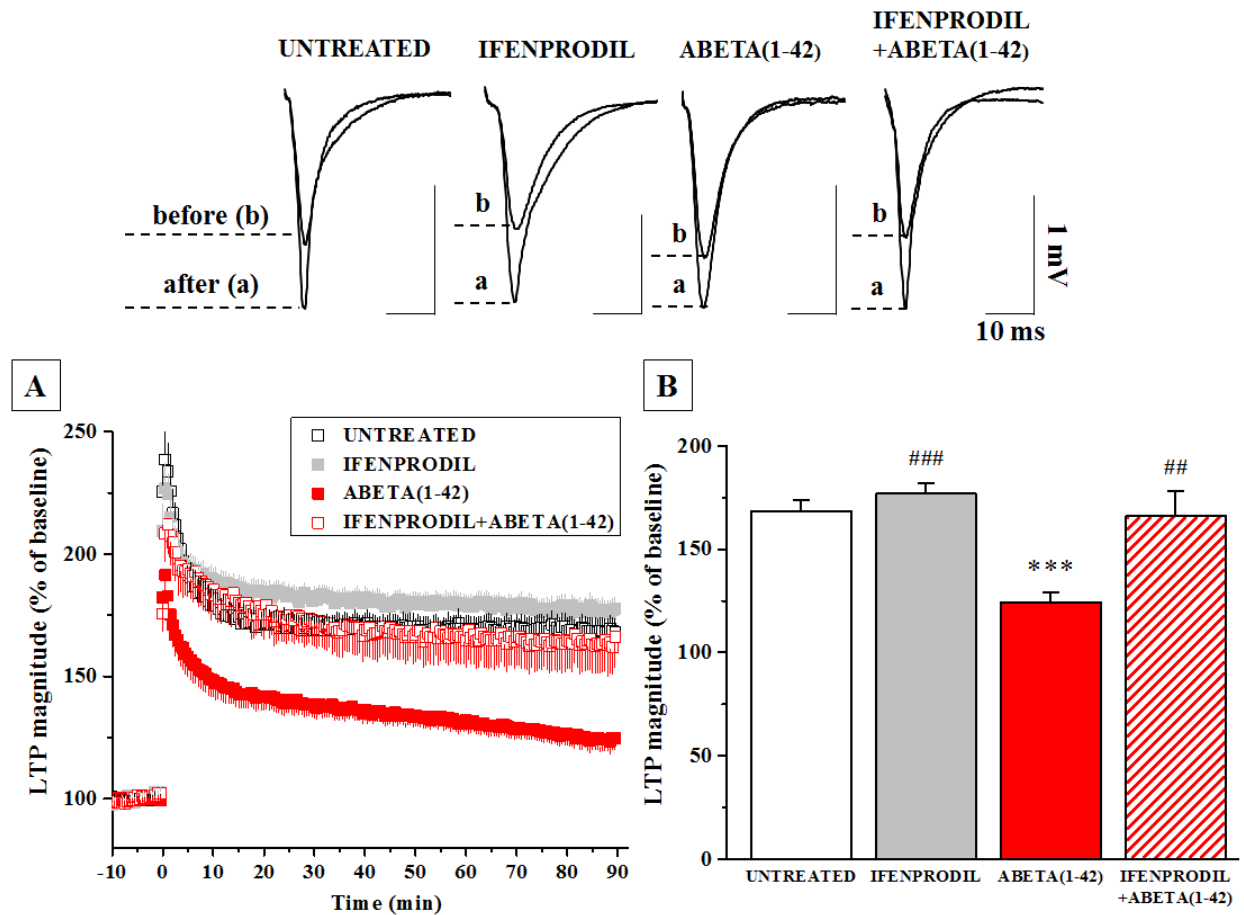 UNTREATED
IFENPRODIL
ABETA(1-42)
IFENPRODIL
+ABETA(1-42)
before (b)
after (a)
b
a
b
a
b
a
1 mV
10 ms
A
LTP magnitude (% of baseline)
250
200
150
100
-10 0 10 20 30 40 50 60 70 80 90
Time (min)
UNTREATED
IFENPRODIL
ABETA(1-42)
IFENPRODIL+ABETA(1-42)
B
LTP magnitude (% of baseline)
200
150
100
50
0
###
***
##
UNTREATED
IFENPRODIL
ABETA(1-42)
IFENPRODIL
+ABETA(1-42)